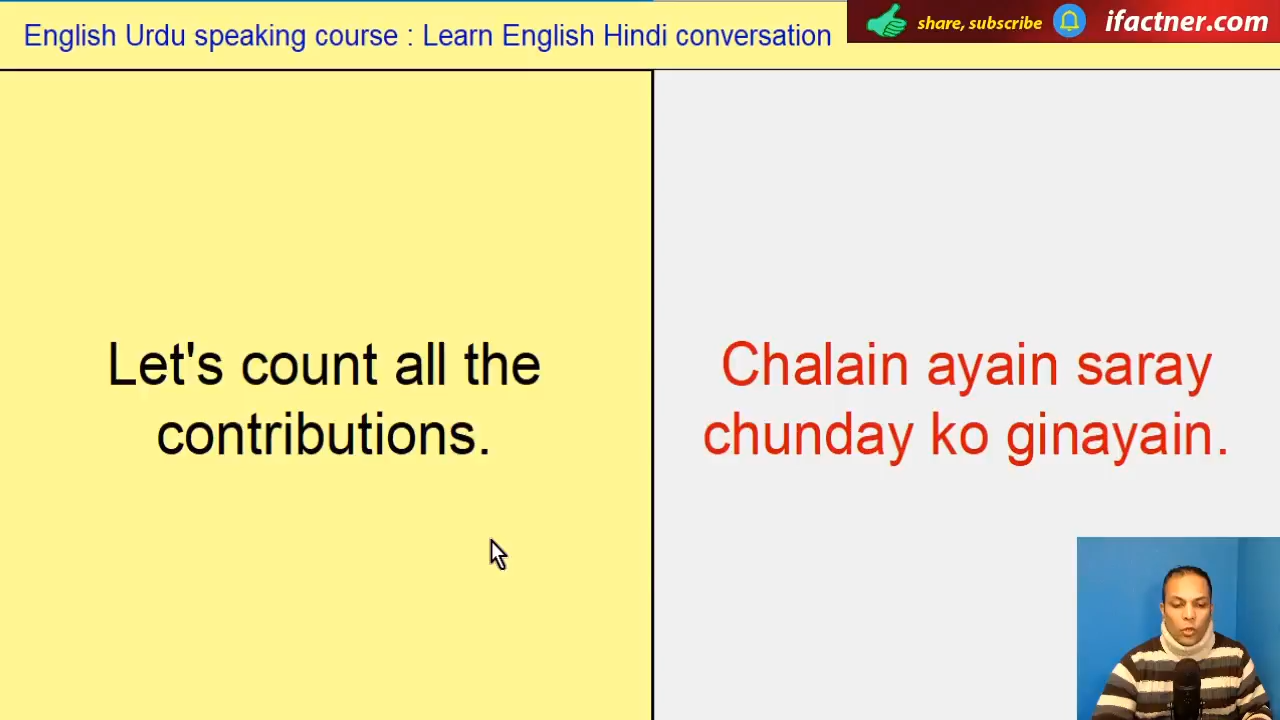 English Urdu speaking course : Learn English Hindi conversation
share, subscribe
ifactner.com
Let's count all the
contributions.
Chalain ayain saray
chunday ko ginayain.